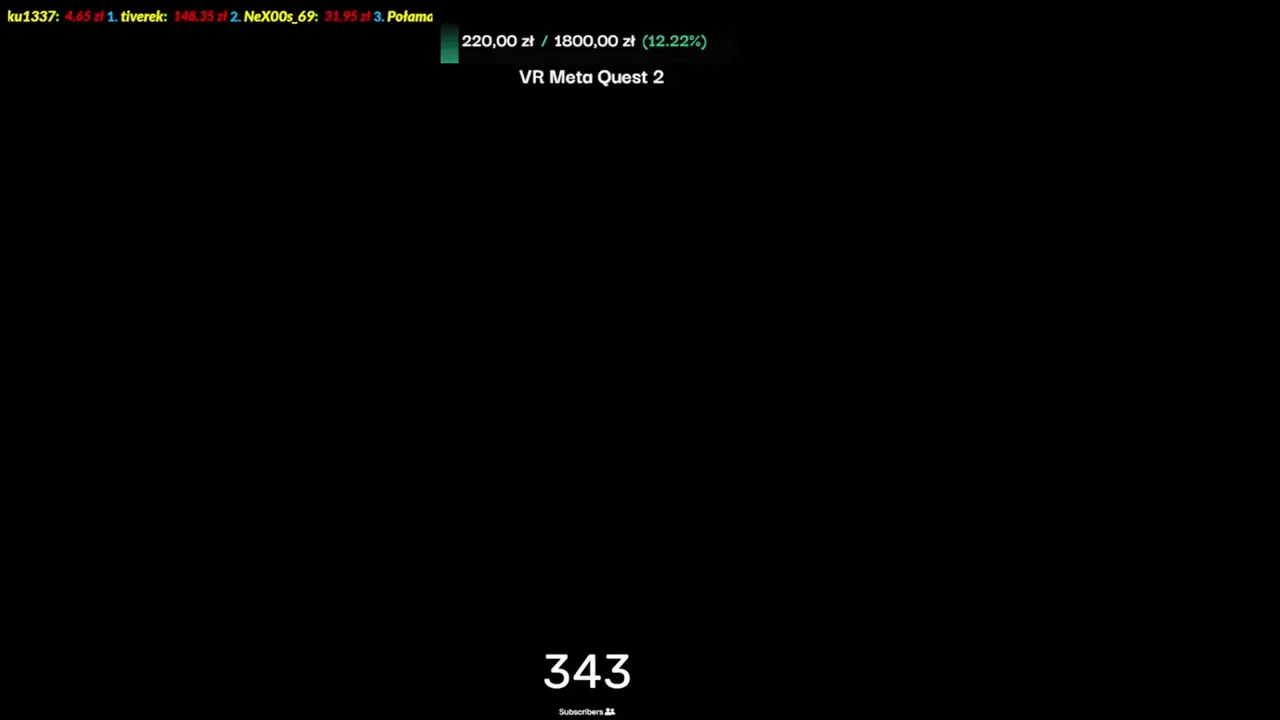 ku1337: 4.65 zł 1. tiverek: 148.35 zł 2. NeX00s_69: 31.95 zł 3. Połama
220,00 zł / 1800,00 zł (12.22%)
VR Meta Quest 2
343
Subscribers